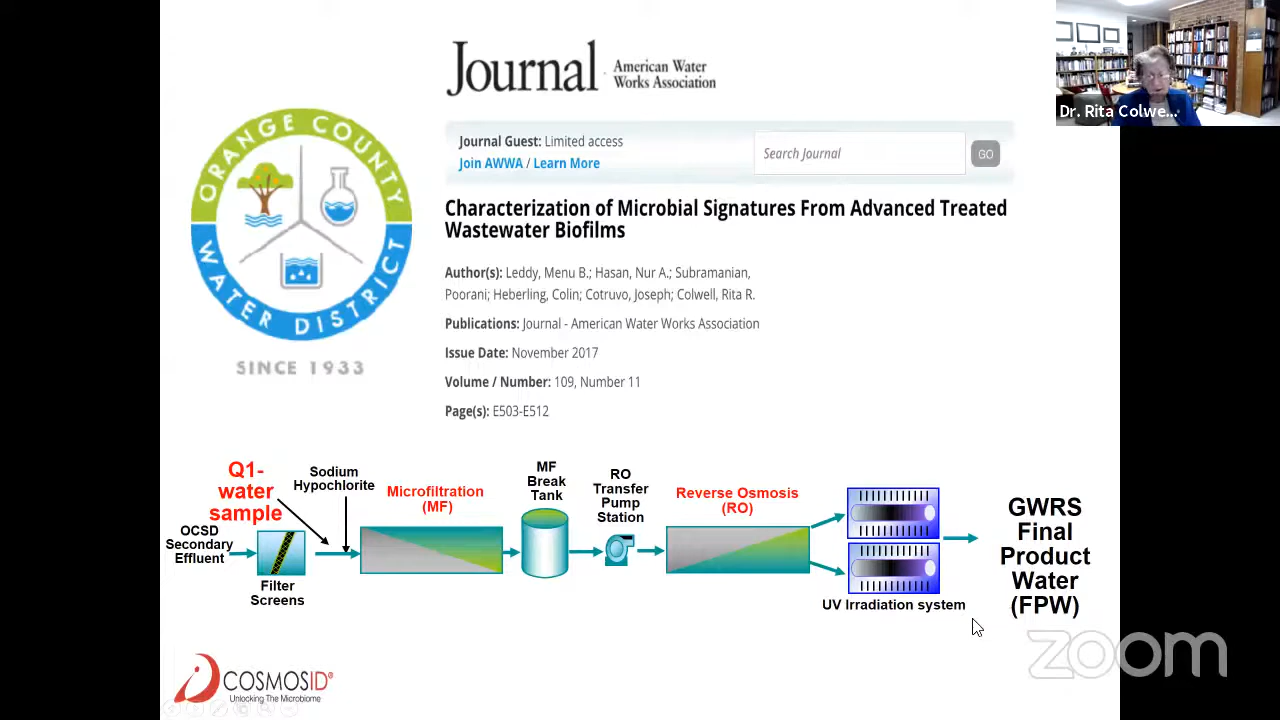 Journal
American Water
Works Association
Dr. Rita Colwe...
ORANGE COUNTY
WATER DISTRICT
SINCE 1933
Journal Guest: Limited access
Join AWWA / Learn More
Search Journal
GO
Characterization of Microbial Signatures From Advanced Treated
Wastewater Biofilms
Author(s): Leddy, Menu B.; Hasan, Nur A.; Subramanian,
Poorani; Heberling, Colin; Cotruvo, Joseph; Colwell, Rita R.
Publications: Journal - American Water Works Association
Issue Date: November 2017
Volume / Number: 109, Number 11
Page(s): E503-E512
Q1-
water
sample
Sodium
Hypochlorite
Microfiltration
(MF)
MF
Break
Tank
RO
Transfer
Pump
Station
Reverse Osmosis
(RO)
OCSD
Secondary
Effluent
Filter
Screens
UV Irradiation system
GWRS
Final
Product
Water
(FPW)
COSMOSID®
Unlocking The Microbiome
zoom